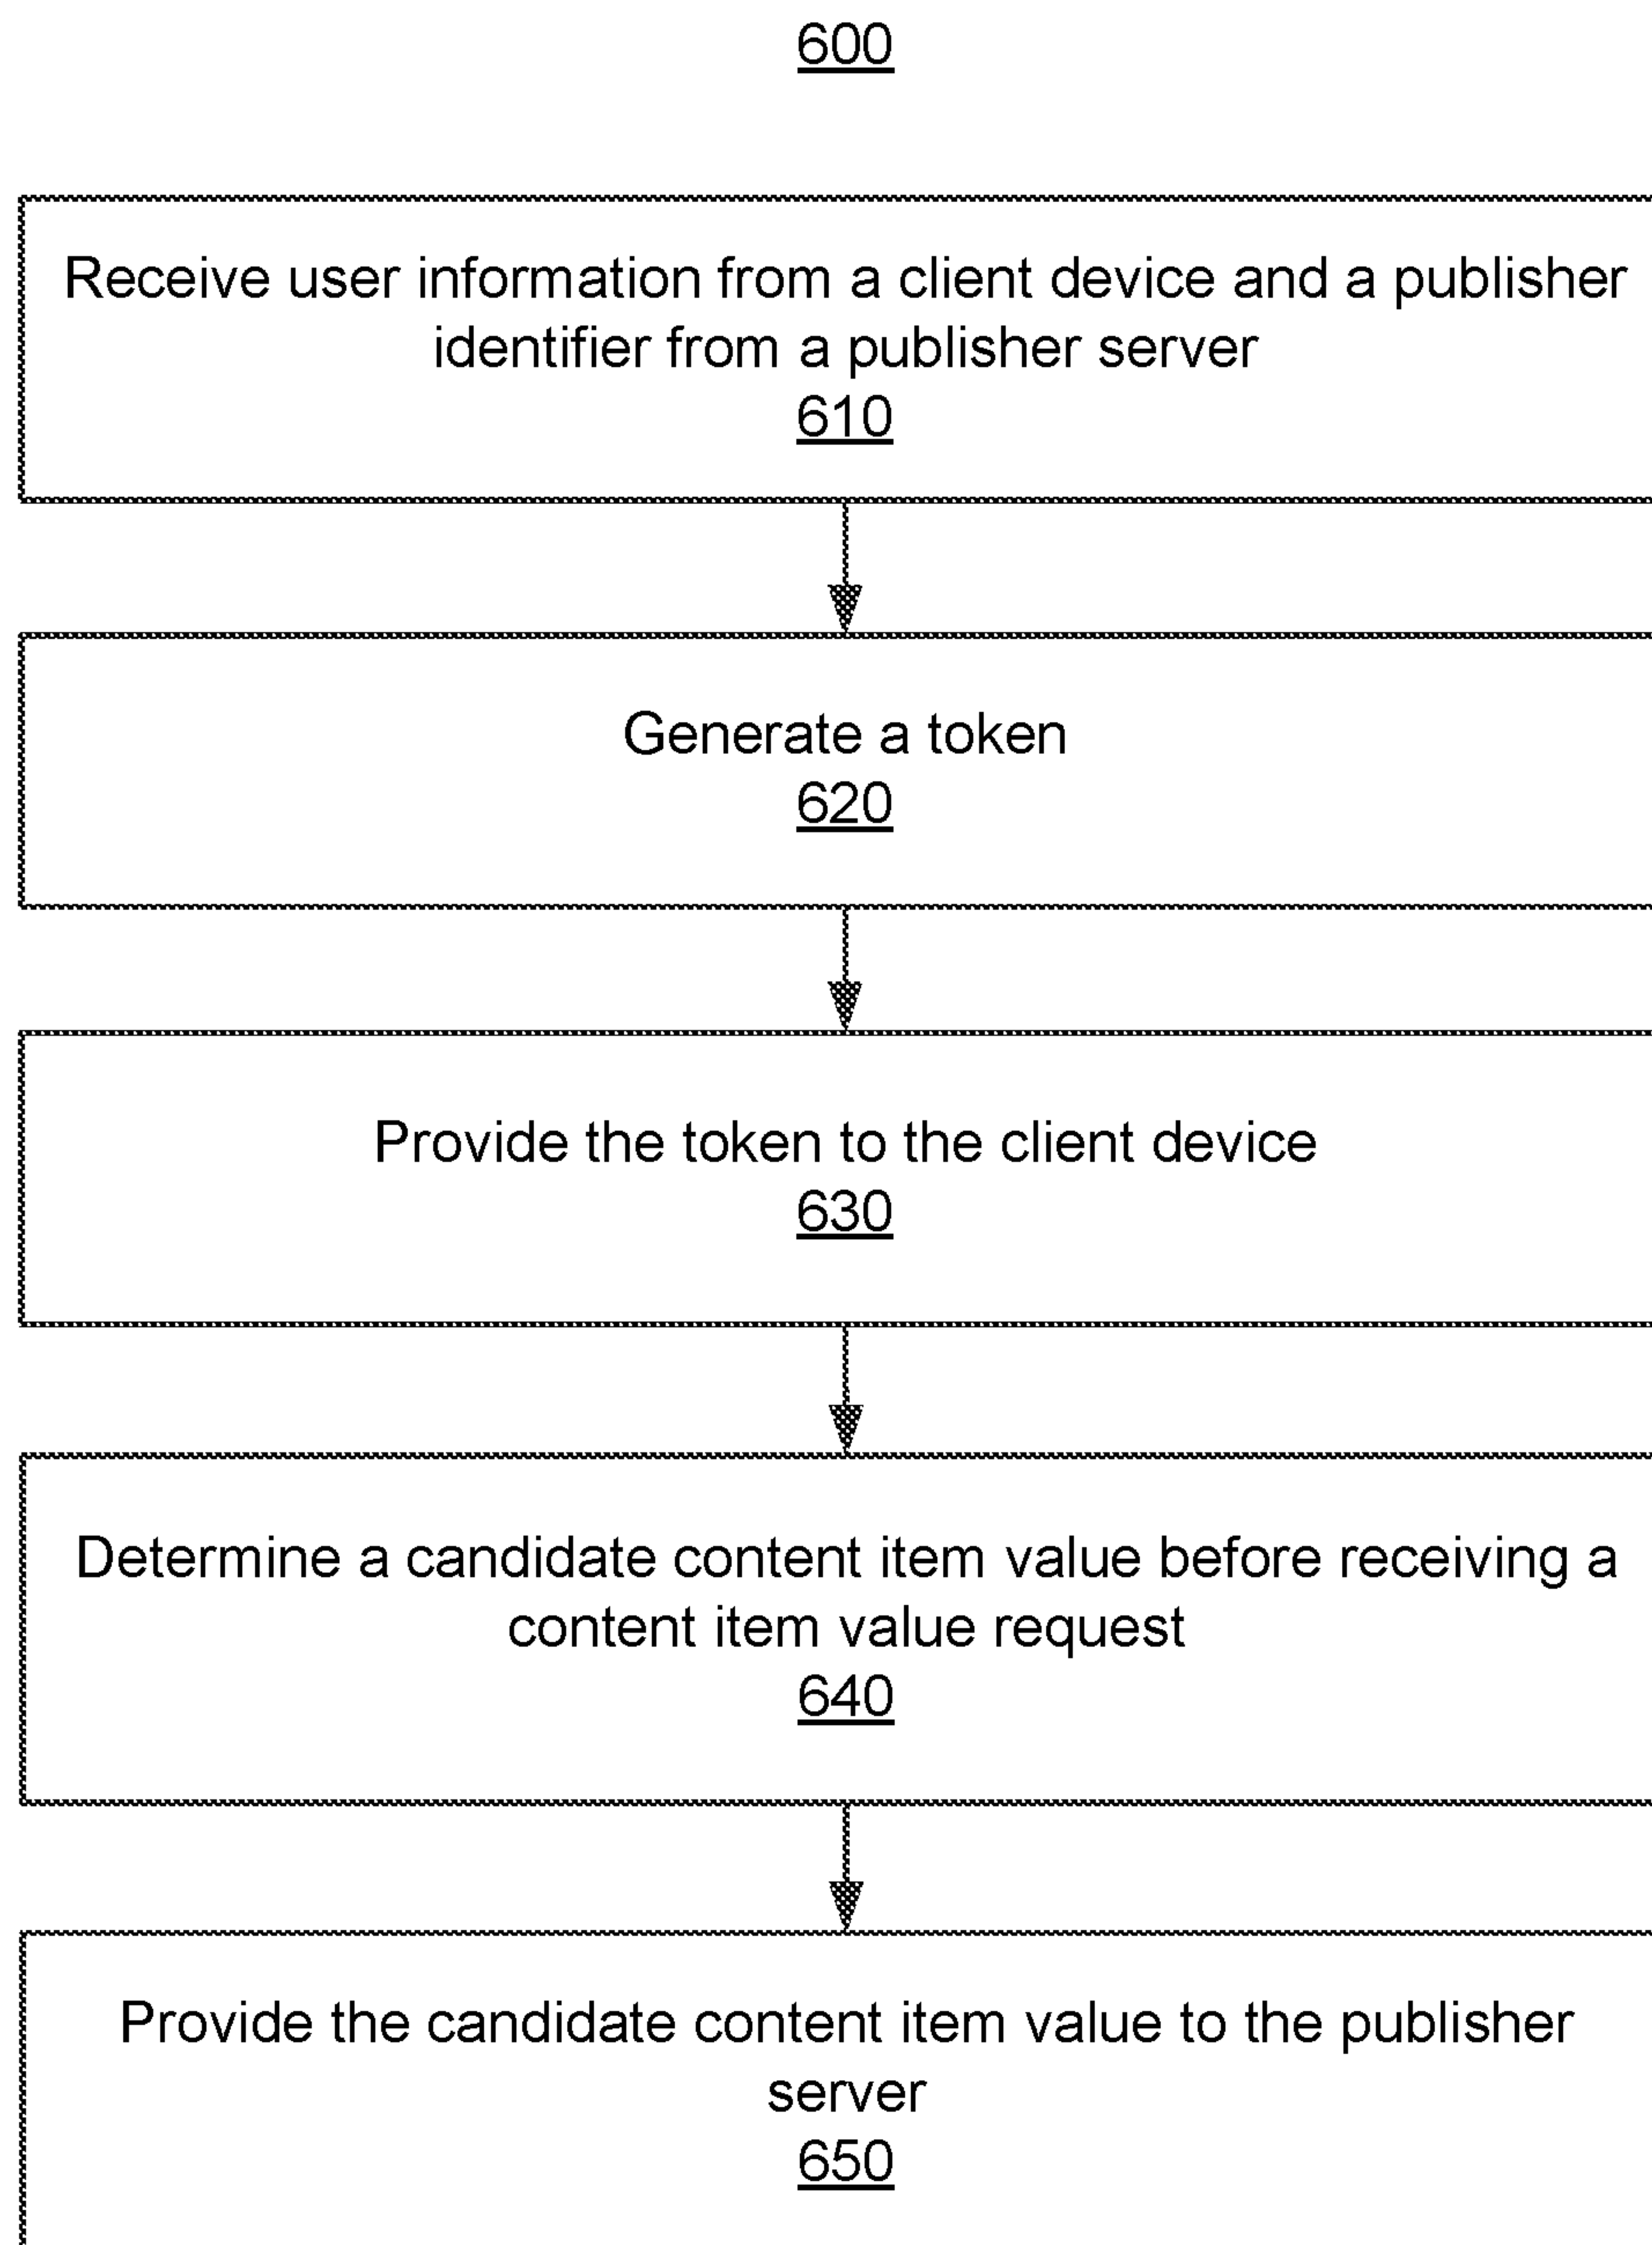 600
Receive user information from a client device and a publisher
identifier from a publisher server
610
Generate a token
620
Provide the token to the client device
630
Determine a candidate content item value before receiving a
content item value request
640
Provide the candidate content item value to the publisher
server
650